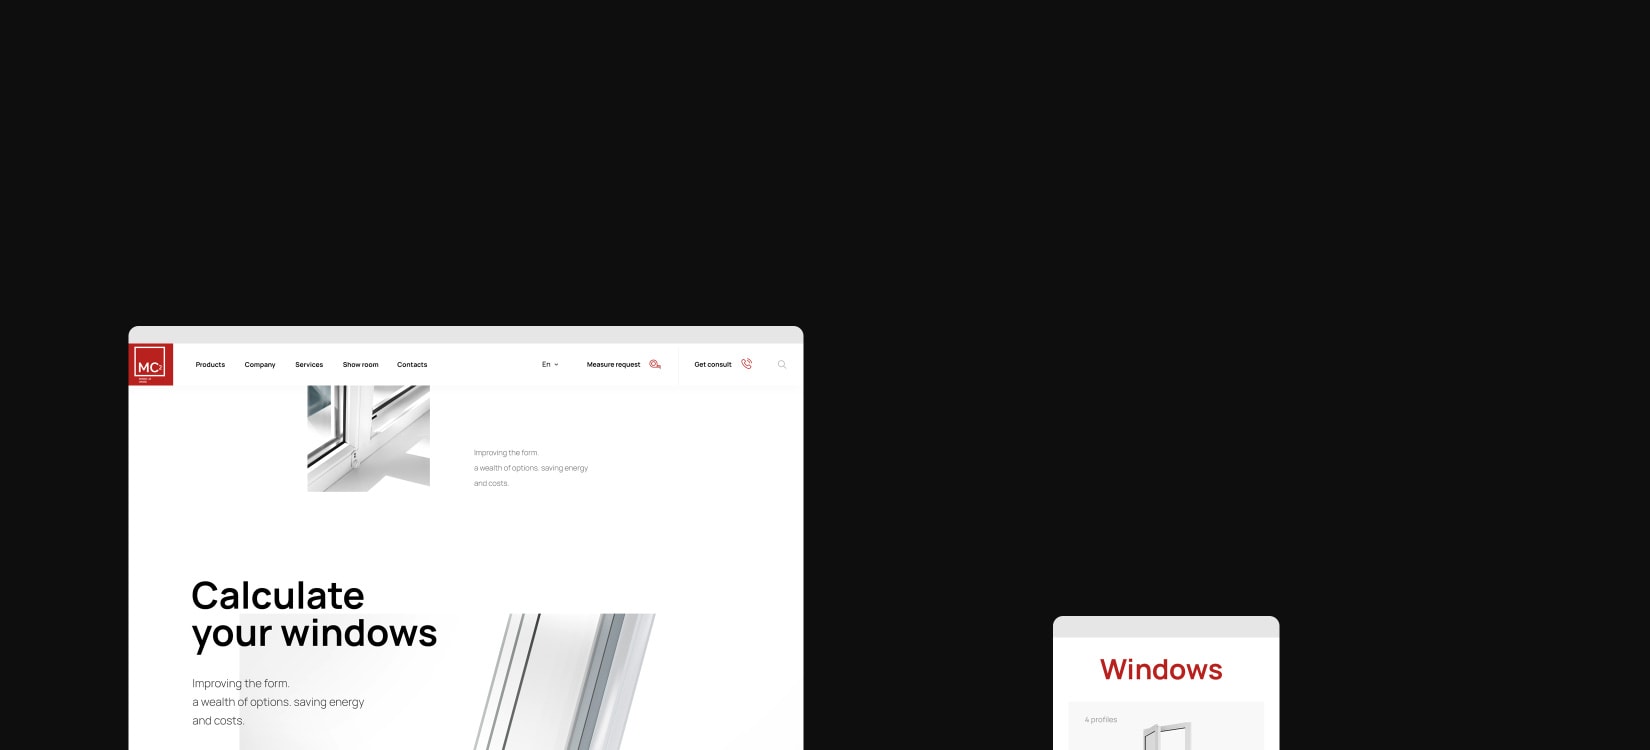 MC²
Products
Company
Services
Show room
Contacts
En
Measure request
Get consult
Improving the form.
a wealth of options. saving energy
and costs.
Calculate
your windows
Improving the form.
a wealth of options. saving energy
and costs.
Windows
4 profiles